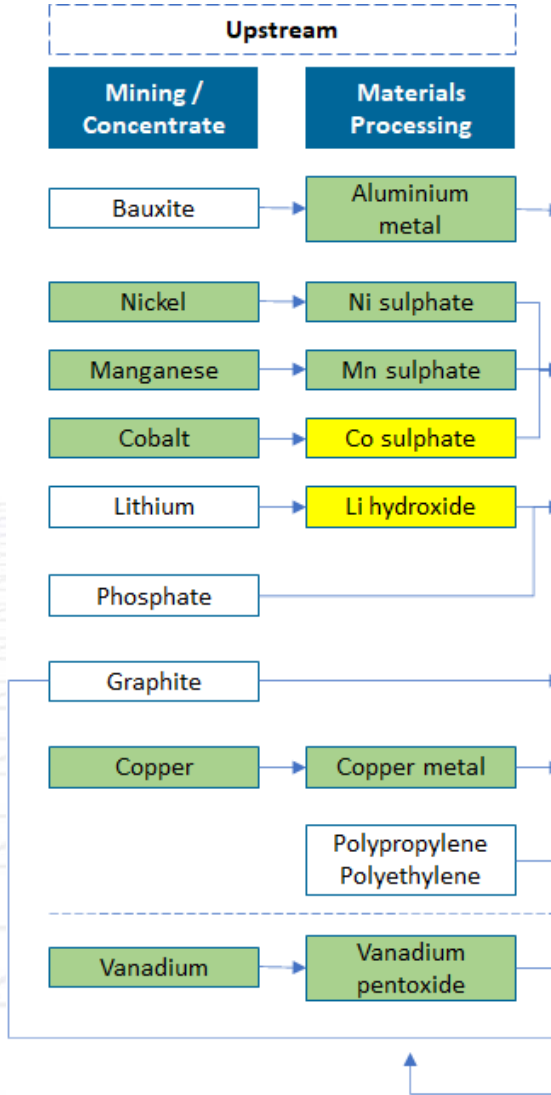 Upstream
Mining /
Concentrate
Materials
Processing
Bauxite
Aluminium
metal
Nickel
Ni sulphate
Manganese
Mn sulphate
Cobalt
Co sulphate
Lithium
Li hydroxide
Phosphate
Graphite
Copper
Copper metal
Polypropylene
Polyethylene
Vanadium
Vanadium
pentoxide